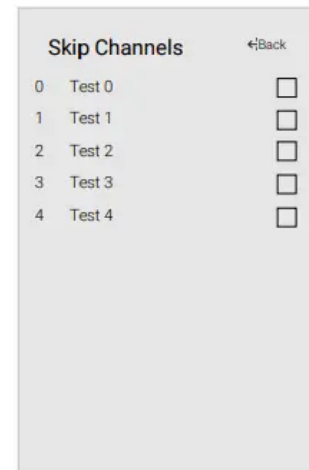 Skip Channels Back
0 Test 0
1 Test 1
2 Test 2
3 Test 3
4 Test 4